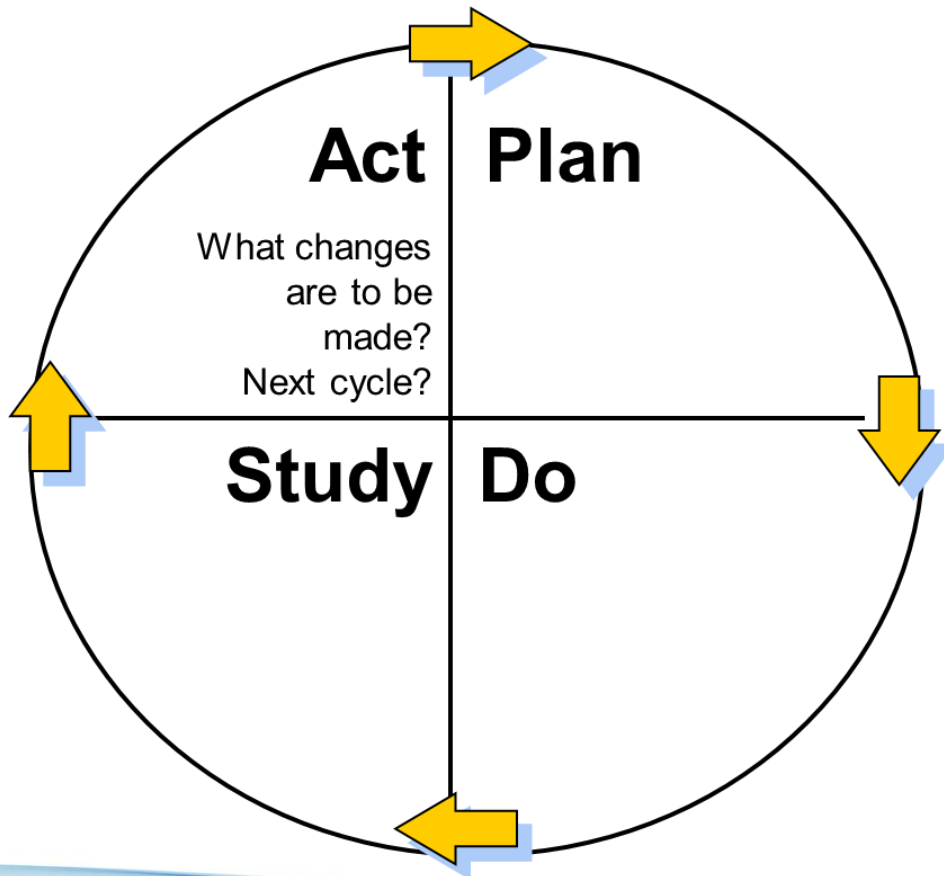 Act
Plan
What changes
are to be
made?
Next cycle?
Study
Do